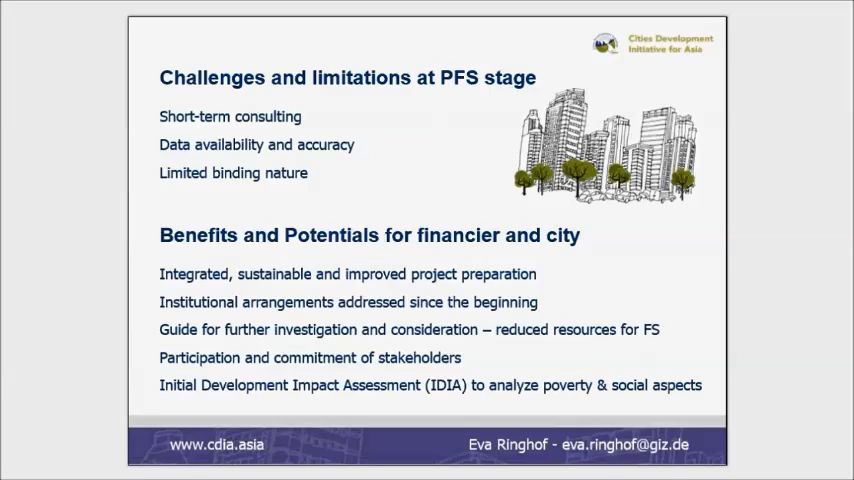 Cities Development
Initiative for Asia
Challenges and limitations at PFS stage
Short-term consulting
Data availability and accuracy
Limited binding nature
Benefits and Potentials for financier and city
Integrated, sustainable and improved project preparation
Institutional arrangements addressed since the beginning
Guide for further investigation and consideration – reduced resources for FS
Participation and commitment of stakeholders
Initial Development Impact Assessment (IDIA) to analyze poverty & social aspects
www.cdia.asia
Eva Ringhof - eva.ringhof@giz.de